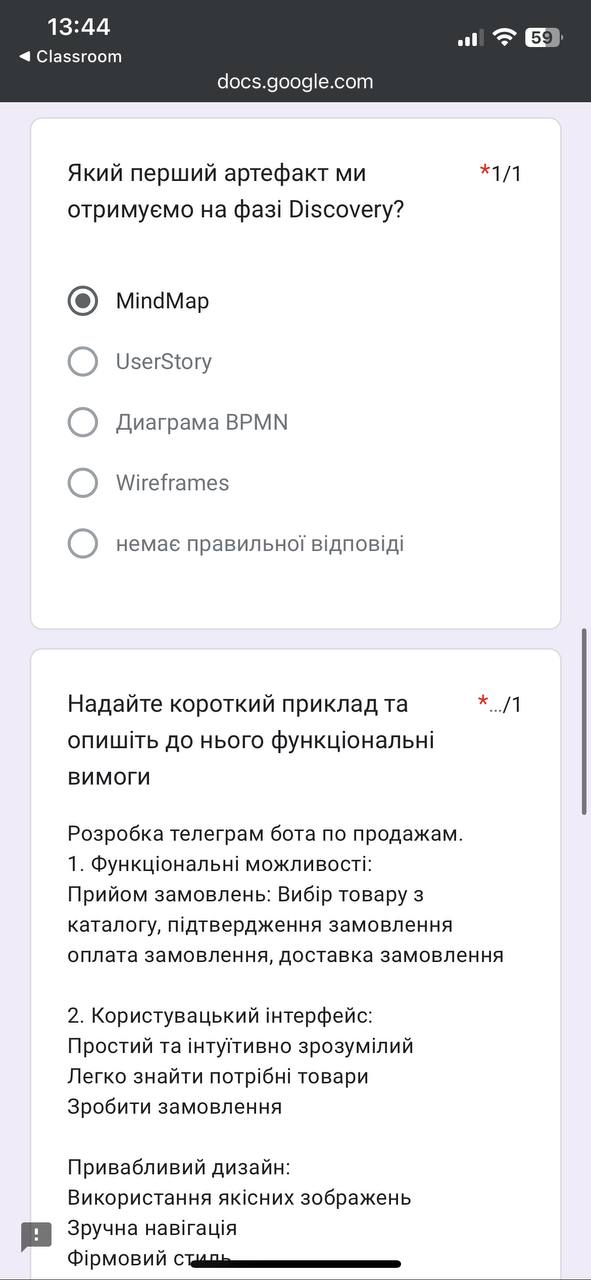 13:44
59
◄ Classroom
docs.google.com
Який перший артефакт ми
*1/1
отримуємо на фазі Discovery?
MindMap
UserStory
Диаграма BPMN
Wireframes
немає правильної відповіді
Надайте короткий приклад та
*.../1
опишіть до нього функціональні
вимоги
Розробка телеграм бота по продажам.
1. Функціональні можливості:
Прийом замовлень: Вибір товару з
каталогу, підтвердження замовлення
оплата замовлення, доставка замовлення
2. Користувацький інтерфейс:
Простий та інтуїтивно зрозумілий
Легко знайти потрібні товари
Зробити замовлення
Привабливий дизайн:
Використання якісних зображень
Зручна навігація
Фірмовий стиль